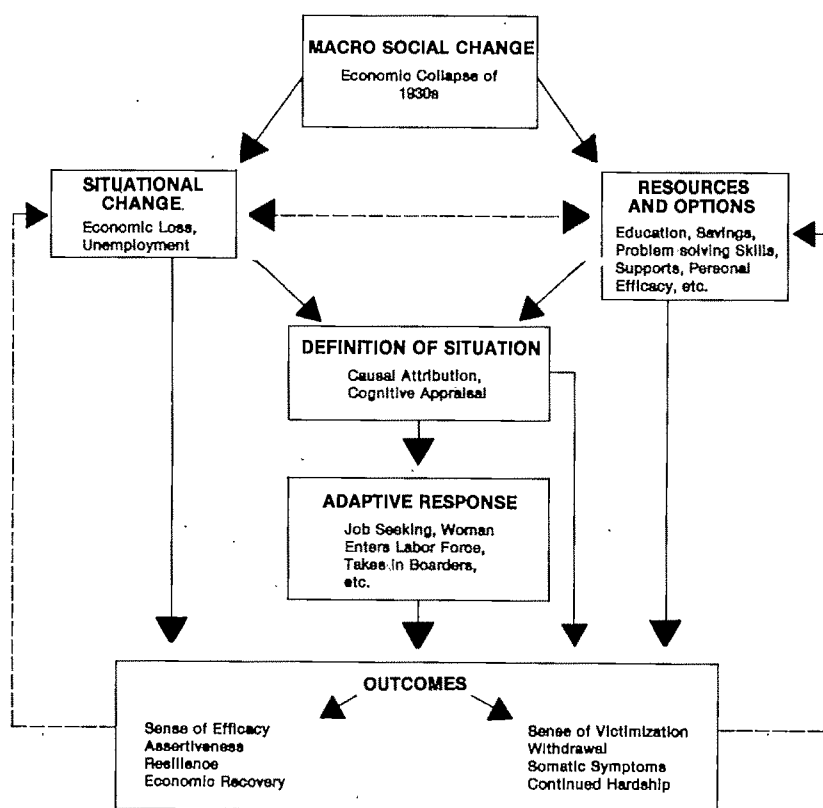 MACRO SOCIAL CHANGE
Economic Collapse of
1930s
SITUATIONAL
CHANGE.
Economic Loss,
Unemployment
RESOURCES
AND OPTIONS
Education, Savings,
Problem-solving Skills,
Supports, Personal
Efficacy, etc.
DEFINITION OF SITUATION
Causal Attribution,
Cognitive Appraisal
ADAPTIVE RESPONSE
Job Seeking, Woman
Enters Labor Force,
Takes in Boarders,
etc.
OUTCOMES
Sense of Efficacy
Assertiveness
Resilience
Economic Recovery
Sense of Victimization
Withdrawal
Somatic Symptoms
Continued Hardship